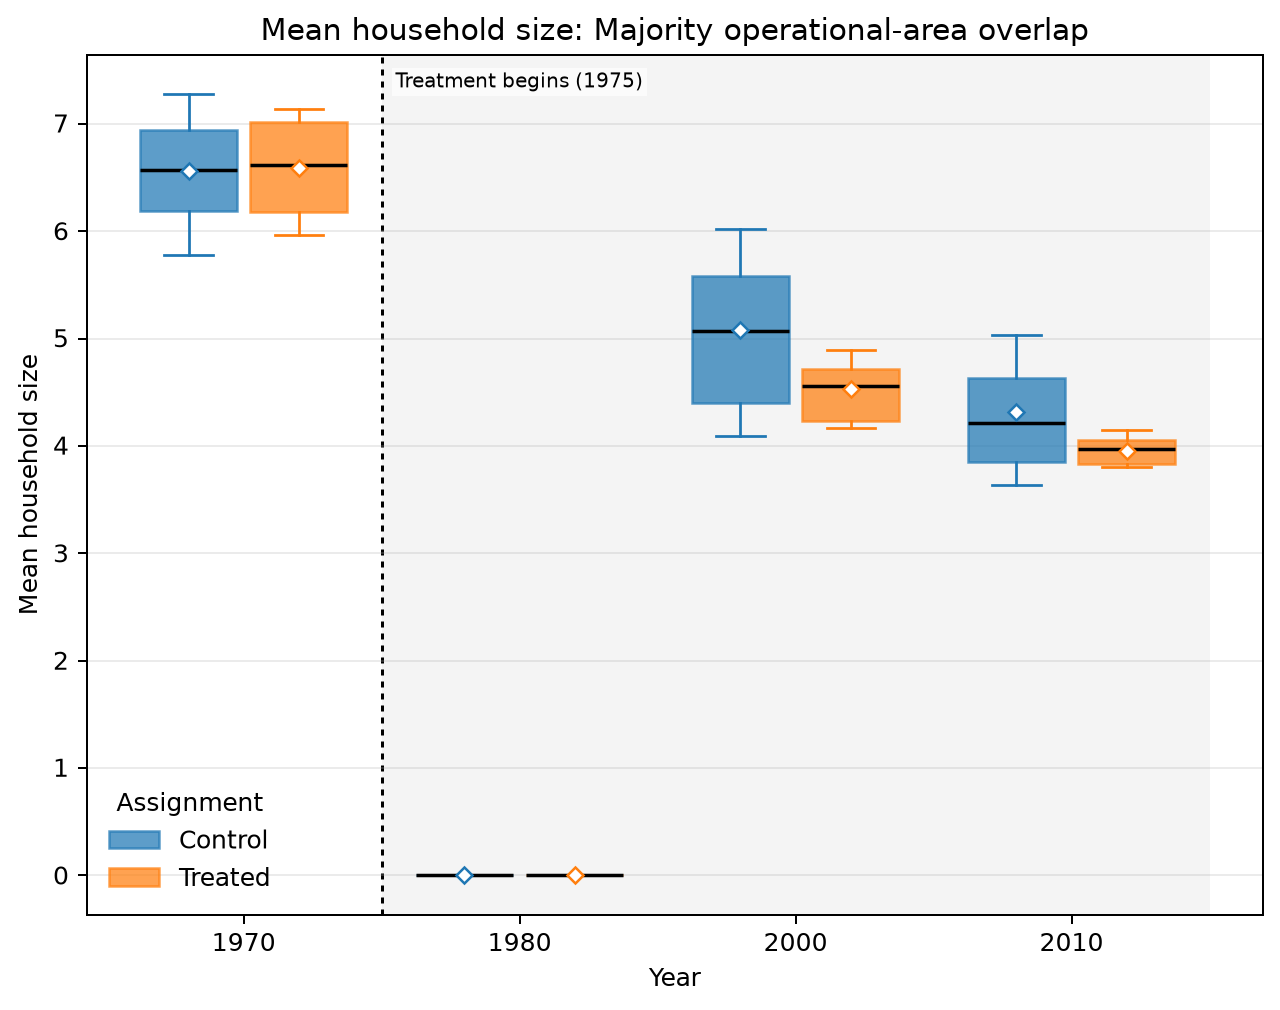 Mean household size: Majority operational-area overlap
Treatment begins (1975)
Mean household size
7
6
5
4
3
2
1
0
Assignment
Control
Treated
1970
1980
2000
2010
Year